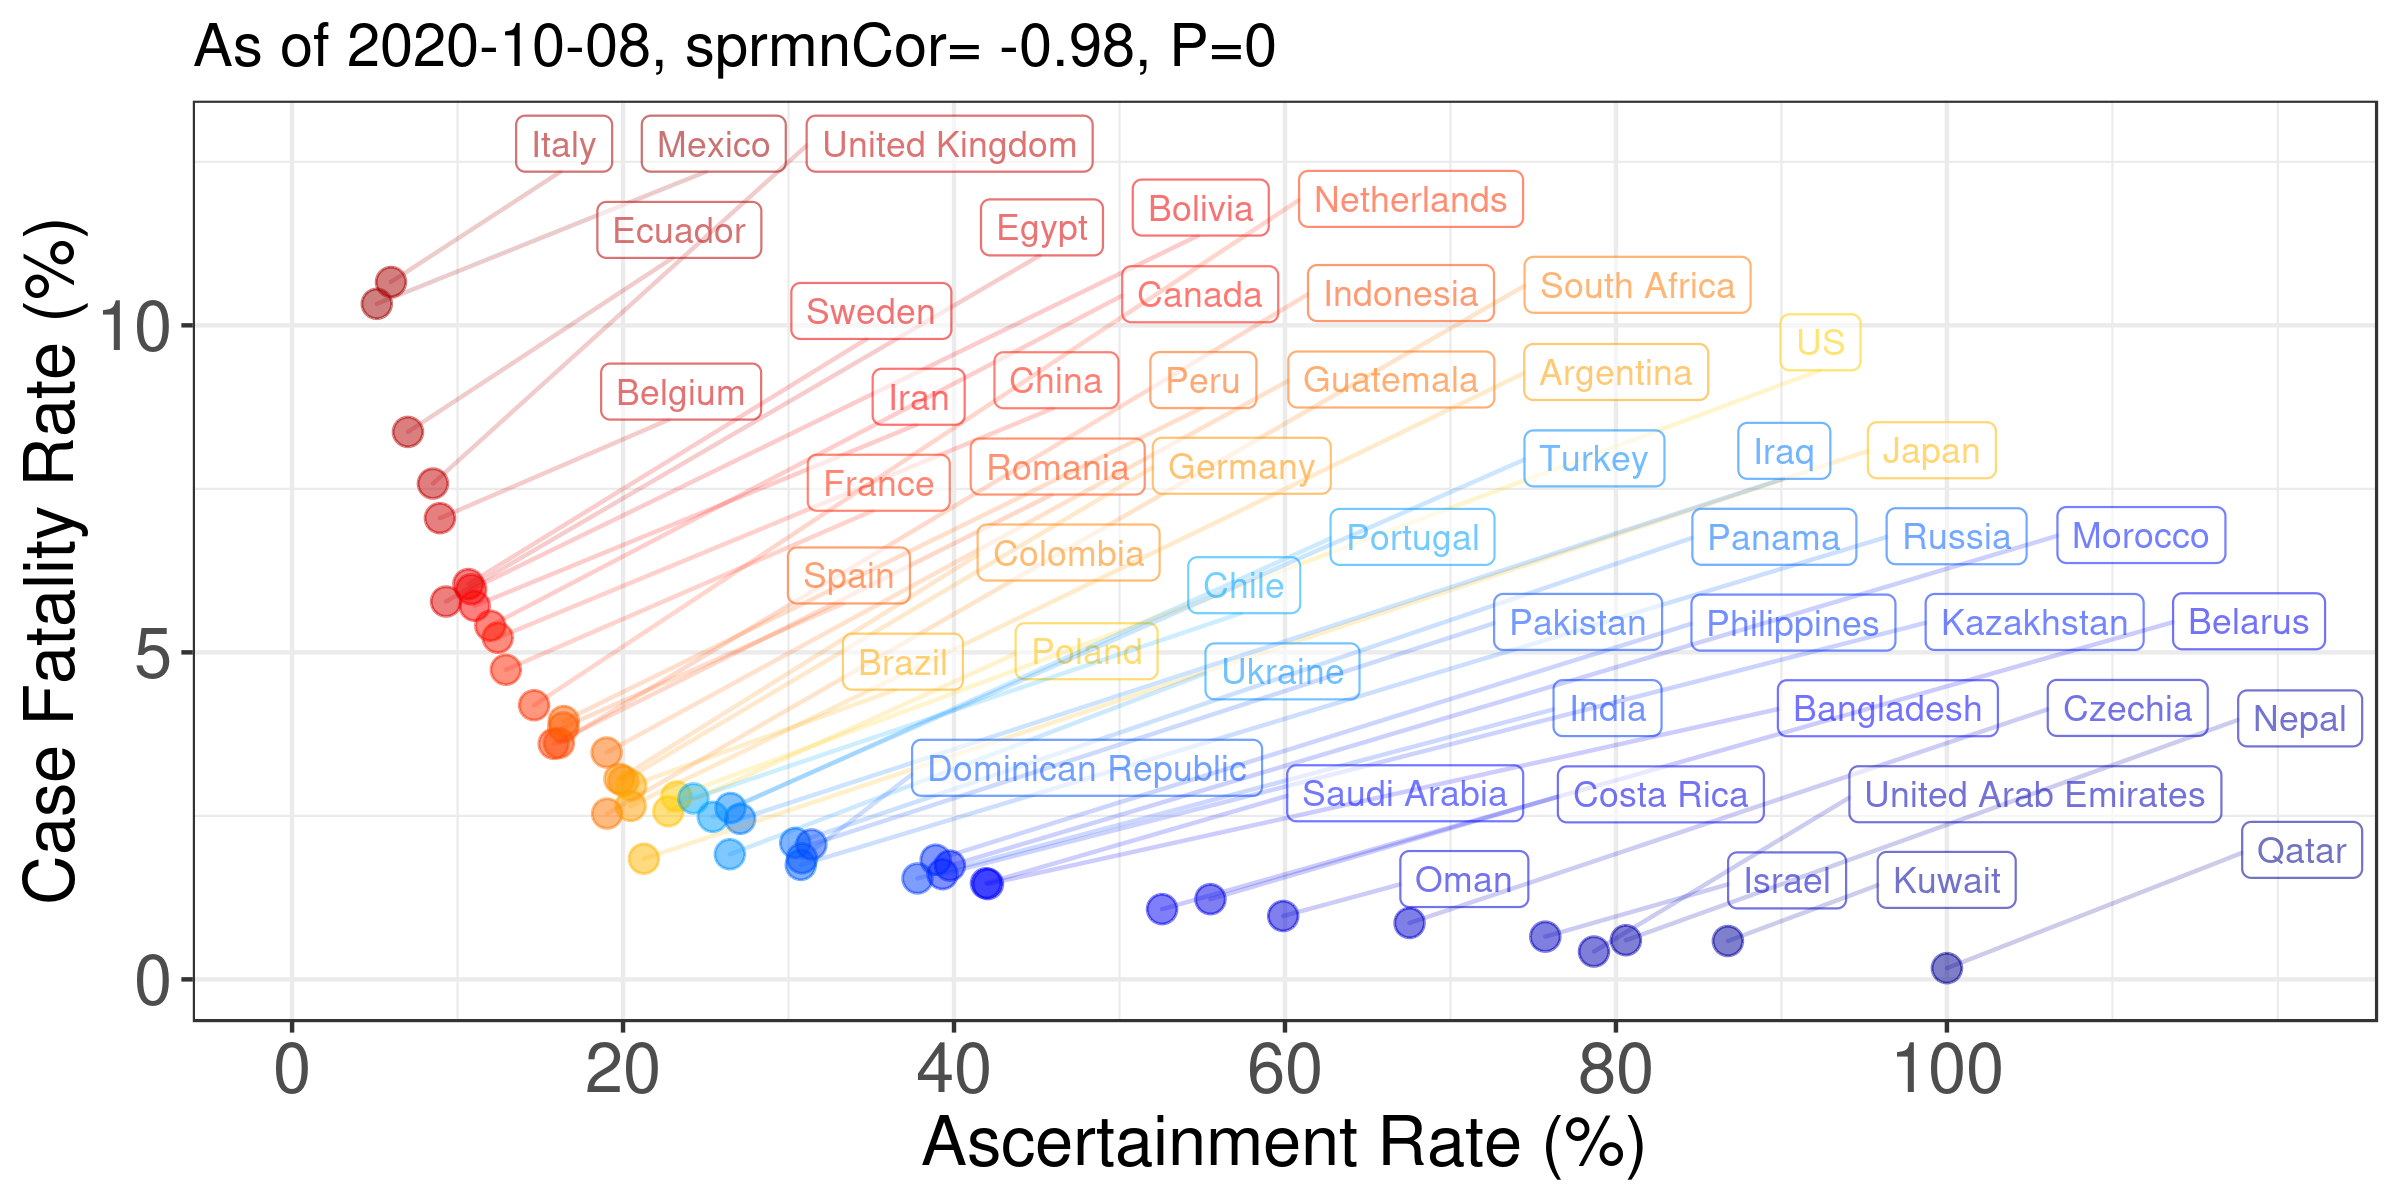 As of 2020-10-08, sprmnCor= -0.98, P=0
Italy
Mexico
United Kingdom
Ecuador
Egypt
Bolivia
Netherlands
Sweden
Canada
Indonesia
South Africa
US
Belgium
Iran
China
Peru
Guatemala
Argentina
France
Romania
Germany
Turkey
Iraq
Japan
Spain
Colombia
Chile
Portugal
Panama
Russia
Morocco
Brazil
Poland
Ukraine
Pakistan
Philippines
Kazakhstan
Belarus
India
Bangladesh
Czechia
Nepal
Dominican Republic
Saudi Arabia
Costa Rica
United Arab Emirates
Oman
Israel
Kuwait
Qatar
Case Fatality Rate (%)
10
5
0
0
20
40
60
80
100
Ascertainment Rate (%)